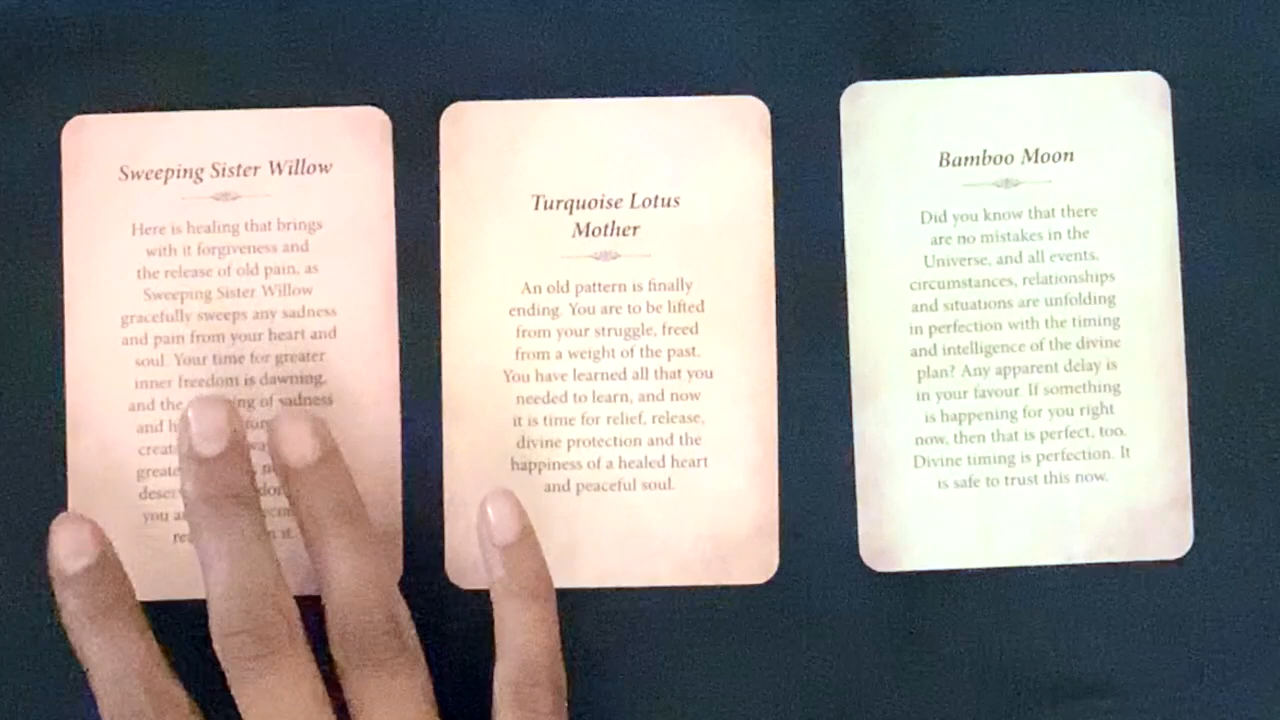 Sweeping Sister Willow
Here is healing that brings
with it forgiveness and
the release of old pain, as
Sweeping Sister Willow
gracefully sweeps any sadness
and pain from your heart and
soul. Your time for greater
inner freedom is dawning,
and the ing of sadness
and
great
you
Turquoise Lotus
Mother
An old pattern is finally
ending. You are to be lifted
from your struggle, freed
from a weight of the past.
You have learned all that you
needed to learn, and now
it is time for relief, release,
divine protection and the
happiness of a healed heart
and peaceful soul.
Bamboo Moon
Did you know that there
are no mistakes in the
Universe, and all events,
circumstances, relationships
and situations are unfolding
in perfection with the timing
and intelligence of the divine
plan? Any apparent delay is
in your favour. If something
is happening for you right
now, then that is perfect, too.
Divine timing is perfection. It
is safe to trust this now.